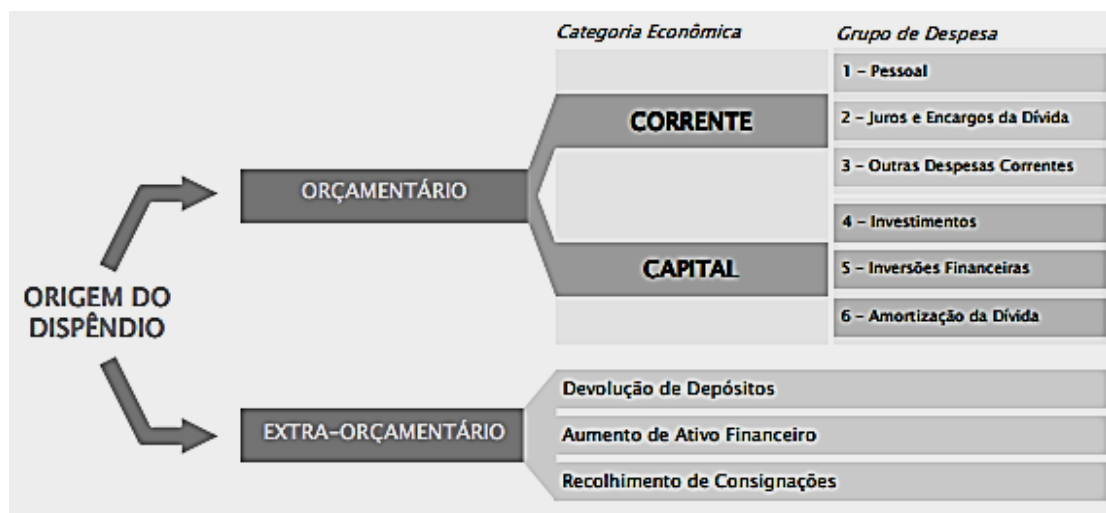 Categoria Econômica
Grupo de Despesa
1 - Pessoal
CORRENTE
2 - Juros e Encargos da Dívida
3 - Outras Despesas Correntes
ORÇAMENTÁRIO
4 - Investimentos
CAPITAL
5 - Inversões Financeiras
6 - Amortização da Dívida
ORIGEM DO
DISPÊNDIO
Devolução de Depósitos
EXTRA-ORÇAMENTÁRIO
Aumento de Ativo Financeiro
Recolhimento de Consignações